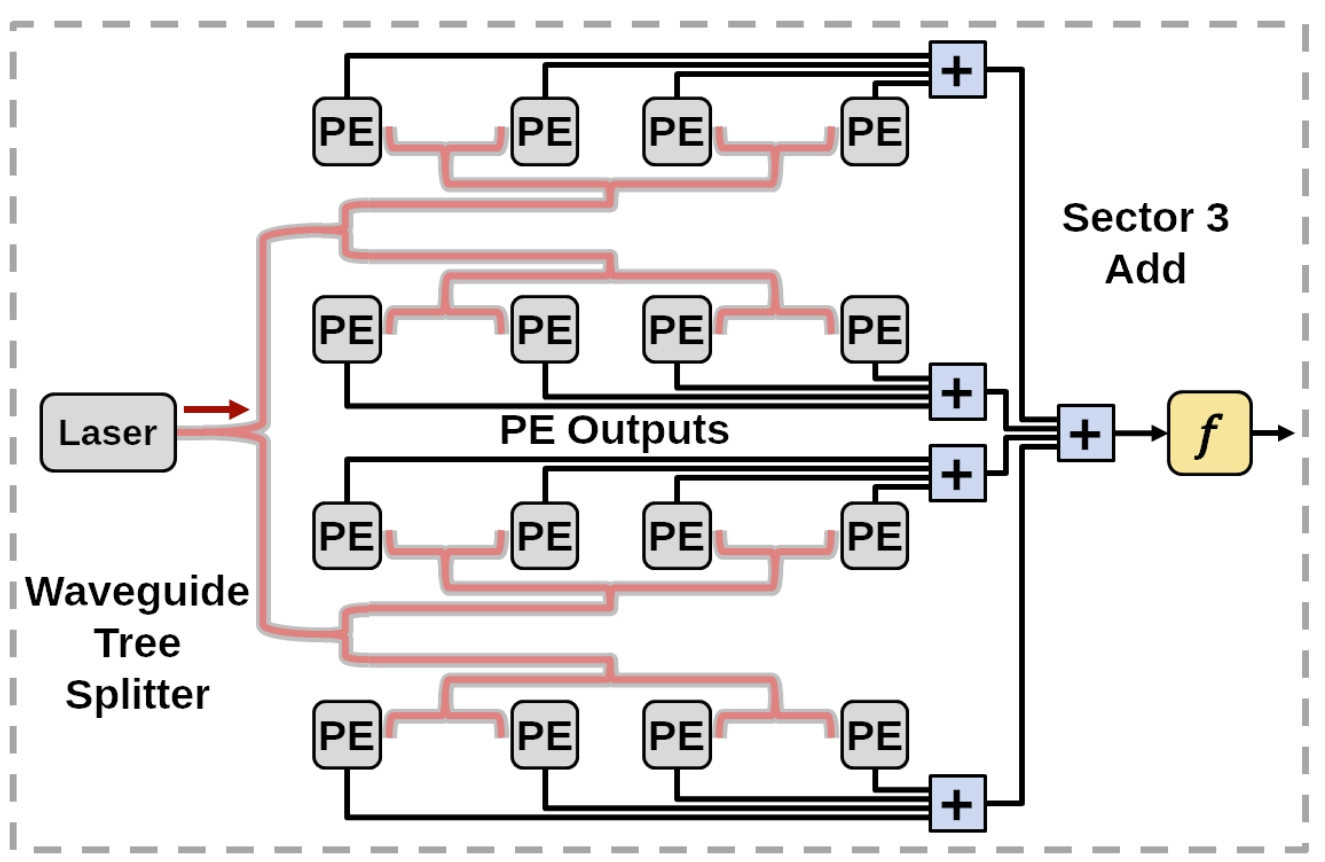 +
PE PE PE PE
Sector 3
Add
PE PE PE PE
+
Laser
PE Outputs
+
f
+
PE PE PE PE
Waveguide
Tree
Splitter
PE PE PE PE
+